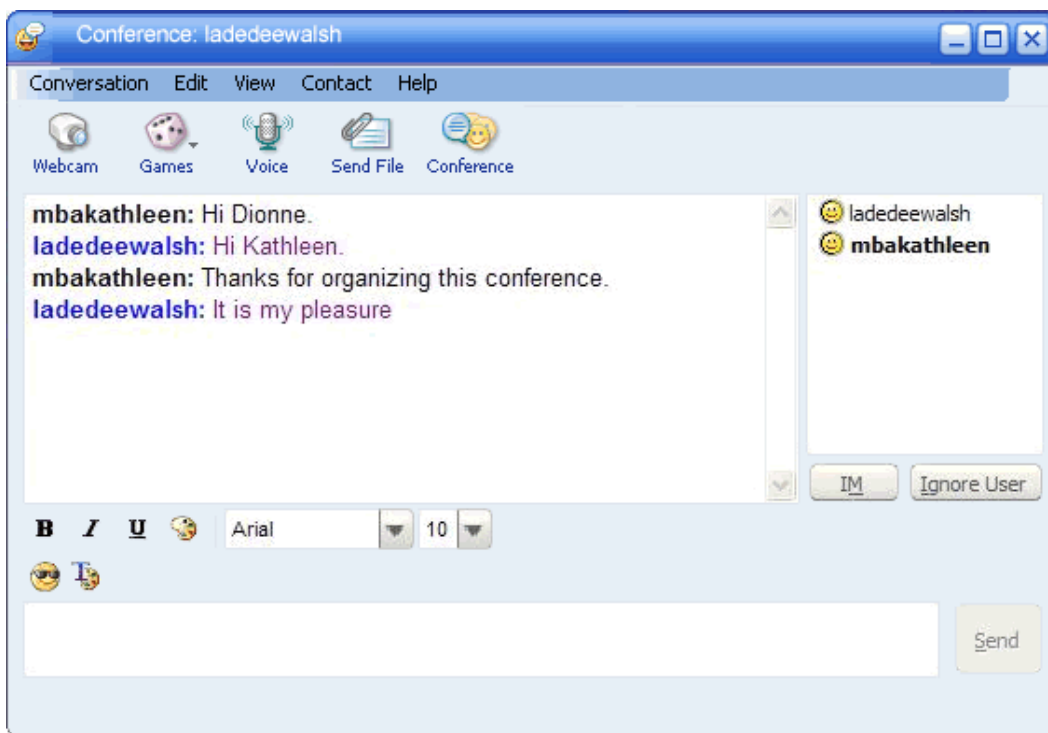 Conference: ladedeewalsh
Conversation Edit View Contact Help
Webcam Games Voice Send File Conference
mbakathleen: Hi Dionne.
ladedeewalsh: Hi Kathleen.
mbakathleen: Thanks for organizing this conference.
ladedeewalsh: It is my pleasure
ladedeewalsh
mbakathleen
IM Ignore User
B I U Arial 10
T
Send